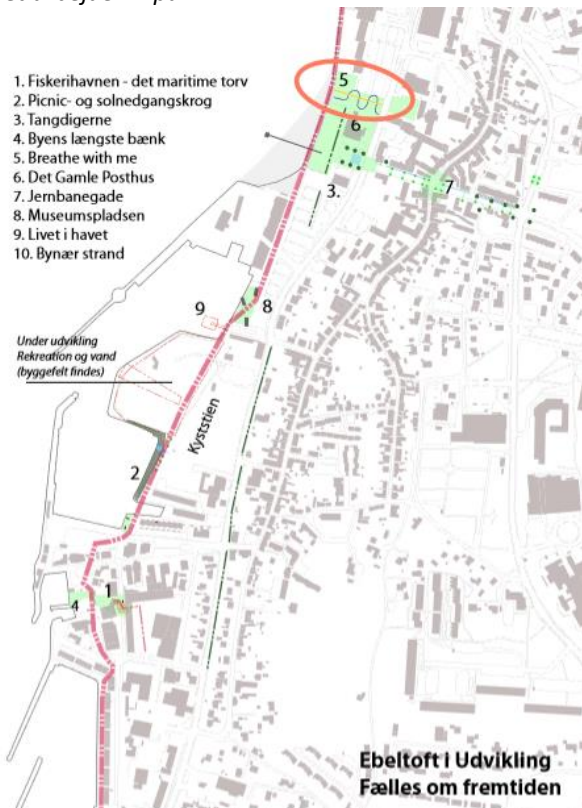 1. Fiskerihavnen - det maritime torv
2. Picnic- og solnedgangskrog
3. Tangdigerne
4. Byens længste bænk
5. Breathe with me
6. Det Gamle Posthus
7. Jernbanegade
8. Museumspladsen
9. Livet i havet
10. Bynær strand
5
6
7
3.
9
8
Under udvikling
Rekreation og vand
(byggefelt findes)
Kyststien
2
1
4
Ebeltoft i Udvikling
Fælles om fremtiden